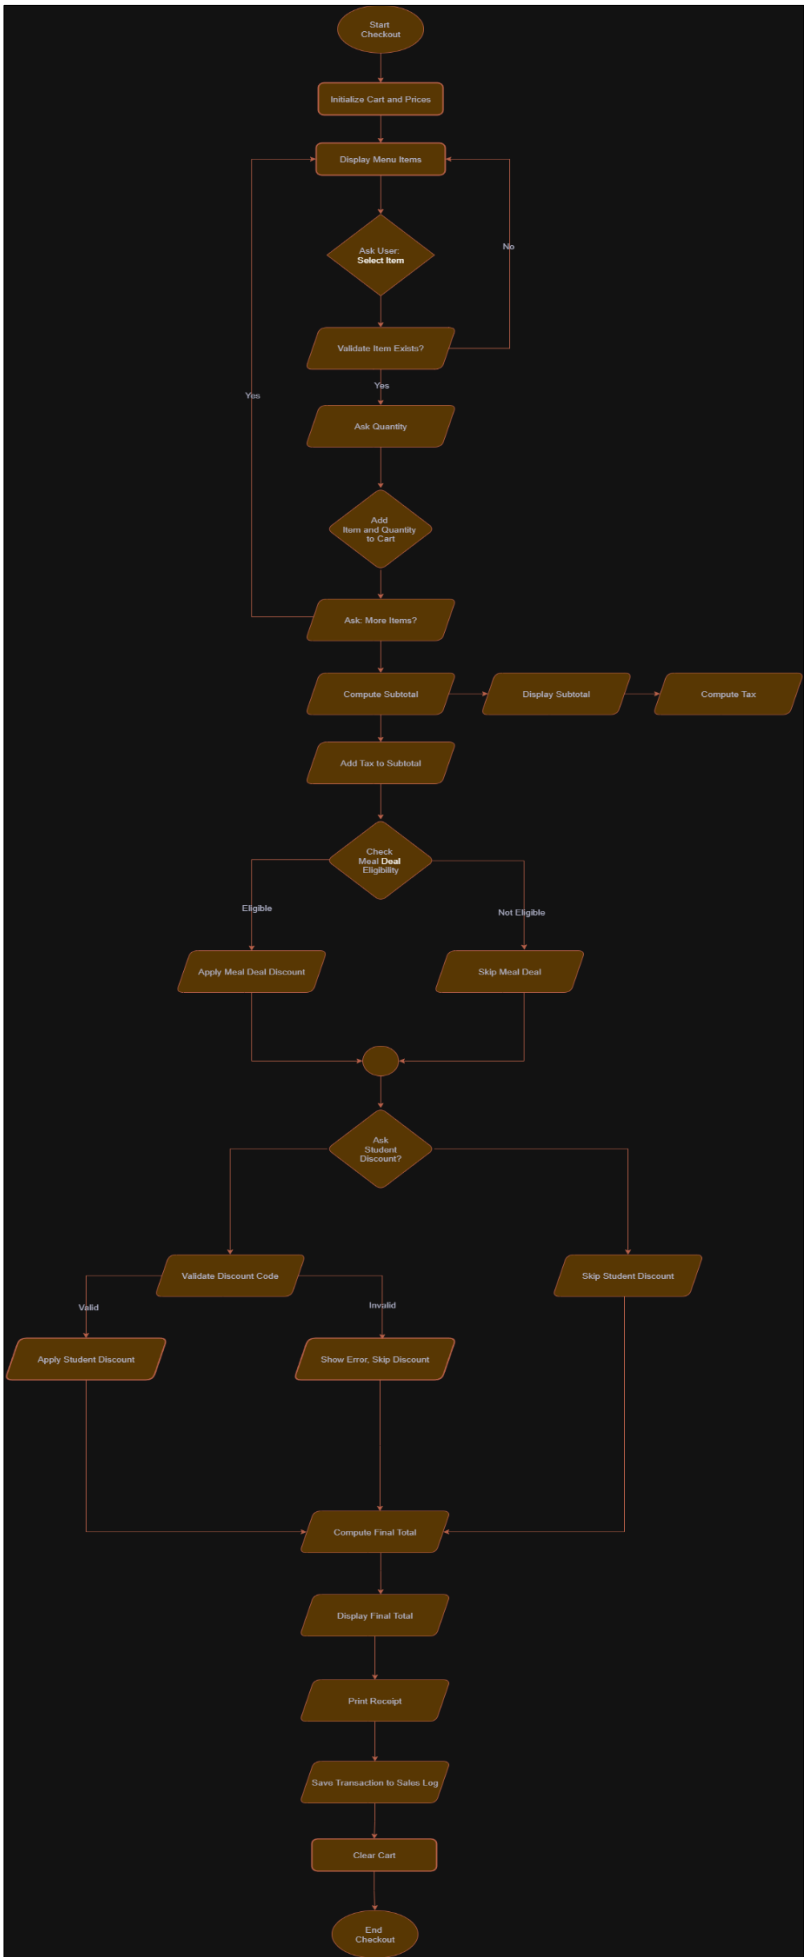 Start
Checkout
Initialize Cart and Prices
Display Menu Items
Ask User:
Select Item
No
Validate Item Exists?
Yes
Yes
Ask Quantity
Add
Item and Quantity
to Cart
Ask: More Items?
Compute Subtotal
Display Subtotal
Compute Tax
Add Tax to Subtotal
Check
Meal Deal
Eligibility
Eligible
Not Eligible
Apply Meal Deal Discount
Skip Meal Deal
Ask
Student
Discount?
Validate Discount Code
Skip Student Discount
Valid
Invalid
Apply Student Discount
Show Error, Skip Discount
Compute Final Total
Display Final Total
Print Receipt
Save Transaction to Sales Log
Clear Cart
End
Checkout